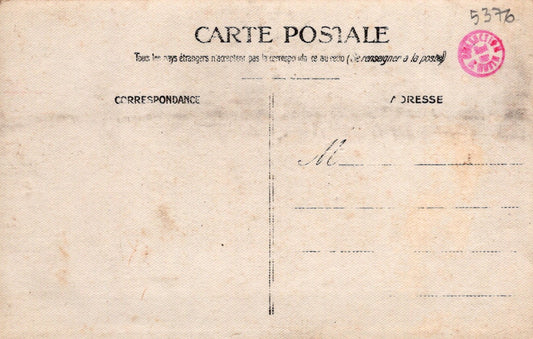 5376
CARTE POSTALE
Tous les pays étrangers n'acceptent pas la correspondance au recto (Se renseigner à la poste)
CORRESPONDANCE
ADRESSE
M